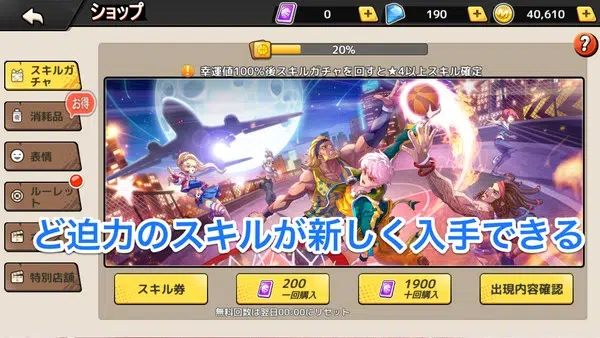 ショップ
0
190
40,610
20%
?
! 幸運値100%後スキルガチャを回すと★4以上スキル確定
スキルガ
チャ
お得
消耗品
表情
ルーレッ
ト
ど迫力のスキルが新しく入手できる
特別店舗
スキル券
200
一回購入
1900
十回購入
出現内容確認
無料回数は翌日00:00にリセット